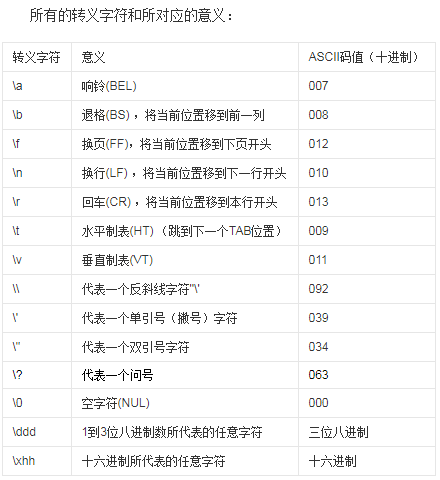 所有的转义字符和所对应的意义：
转义字符 意义 ASCII码值（十进制）
\a 响铃(BEL) 007
\b 退格(BS) ，将当前位置移到前一列 008
\f 换页(FF)，将当前位置移到下页开头 012
\n 换行(LF) ，将当前位置移到下一行开头 010
\r 回车(CR) ，将当前位置移到本行开头 013
\t 水平制表(HT) （跳到下一个TAB位置） 009
\v 垂直制表(VT) 011
\\ 代表一个反斜线字符''\' 092
\' 代表一个单引号（撇号）字符 039
\" 代表一个双引号字符 034
\? 代表一个问号 063
\0 空字符(NUL) 000
\ddd 1到3位八进制数所代表的任意字符 三位八进制
\xhh 十六进制所代表的任意字符 十六进制